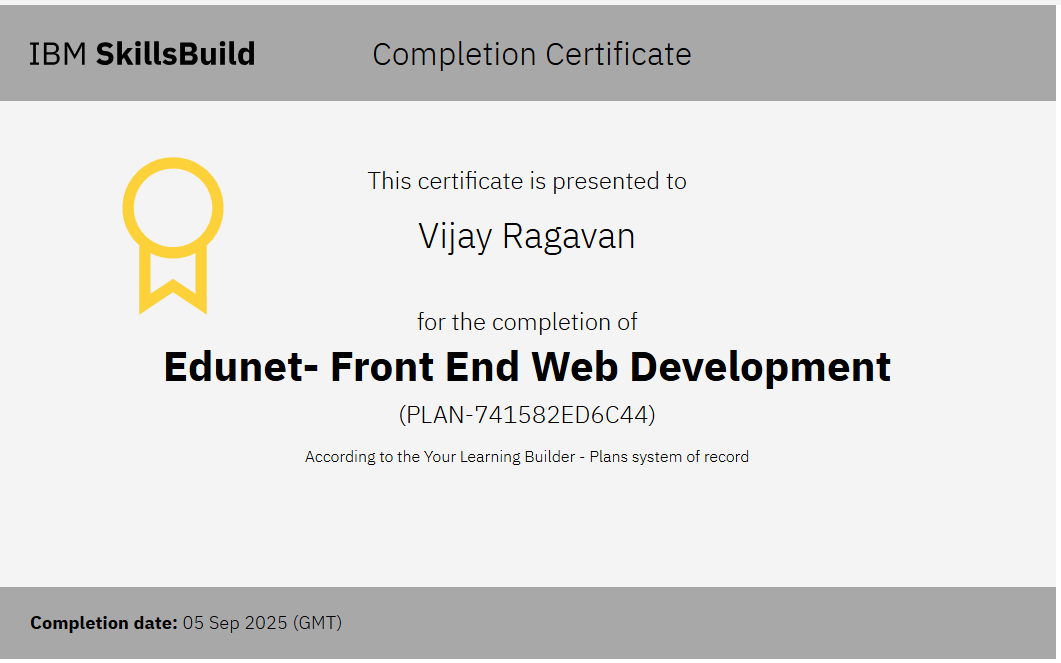 IBM SkillsBuild
Completion Certificate
This certificate is presented to
Vijay Ragavan
for the completion of
Edunet- Front End Web Development
(PLAN-741582ED6C44)
According to the Your Learning Builder - Plans system of record
Completion date: 05 Sep 2025 (GMT)